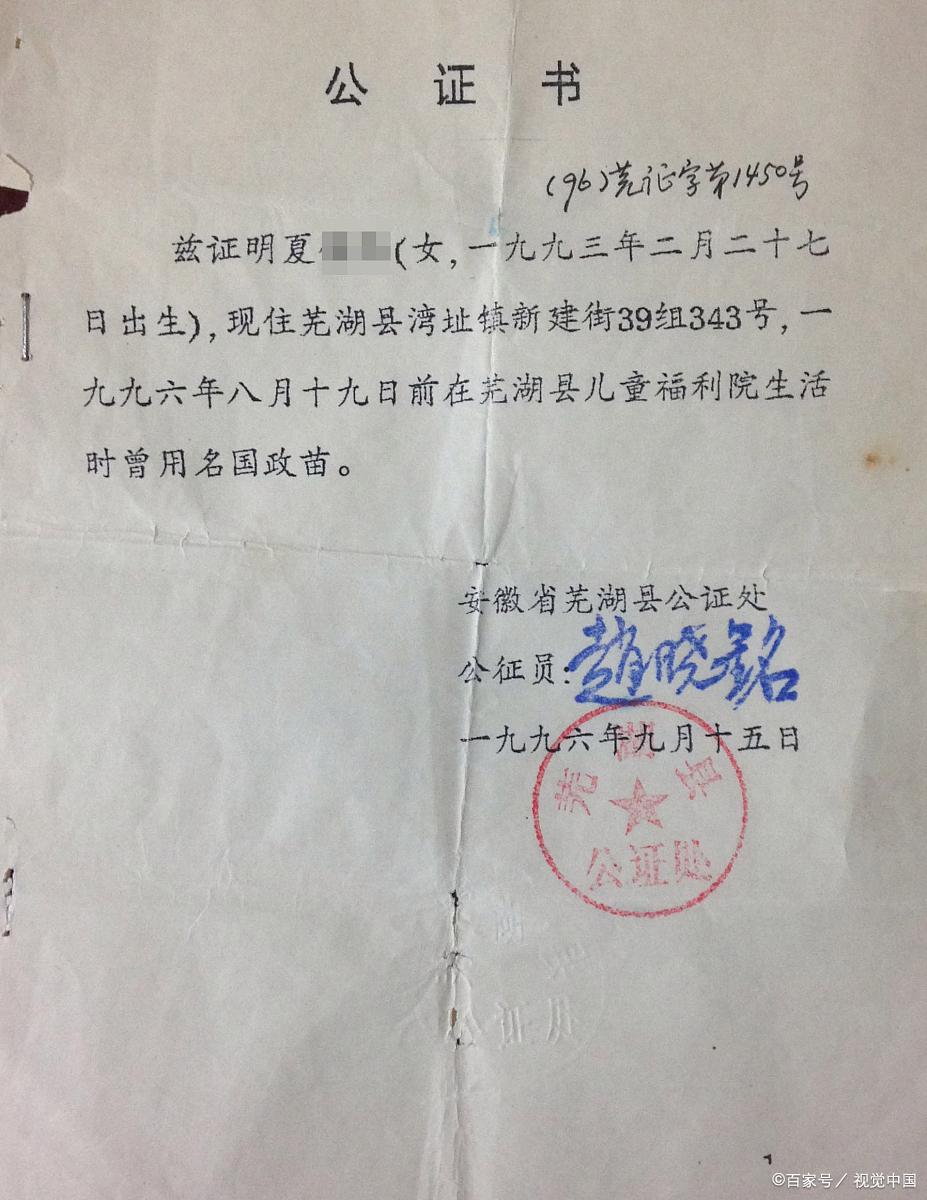 公证书
(96)芜证字第1450号
兹证明夏(女,一九九三年二月二十七
日出生),现住芜湖县湾址镇新建街39组343号,一
九九六年八月十九日前在芜湖县儿童福利院生活
时曾用名国政苗。
安徽省芜湖县公证处
公征员:赵晓铭
一九九六年九月十五日
芜湖县
公证处
©百家号/视觉中国